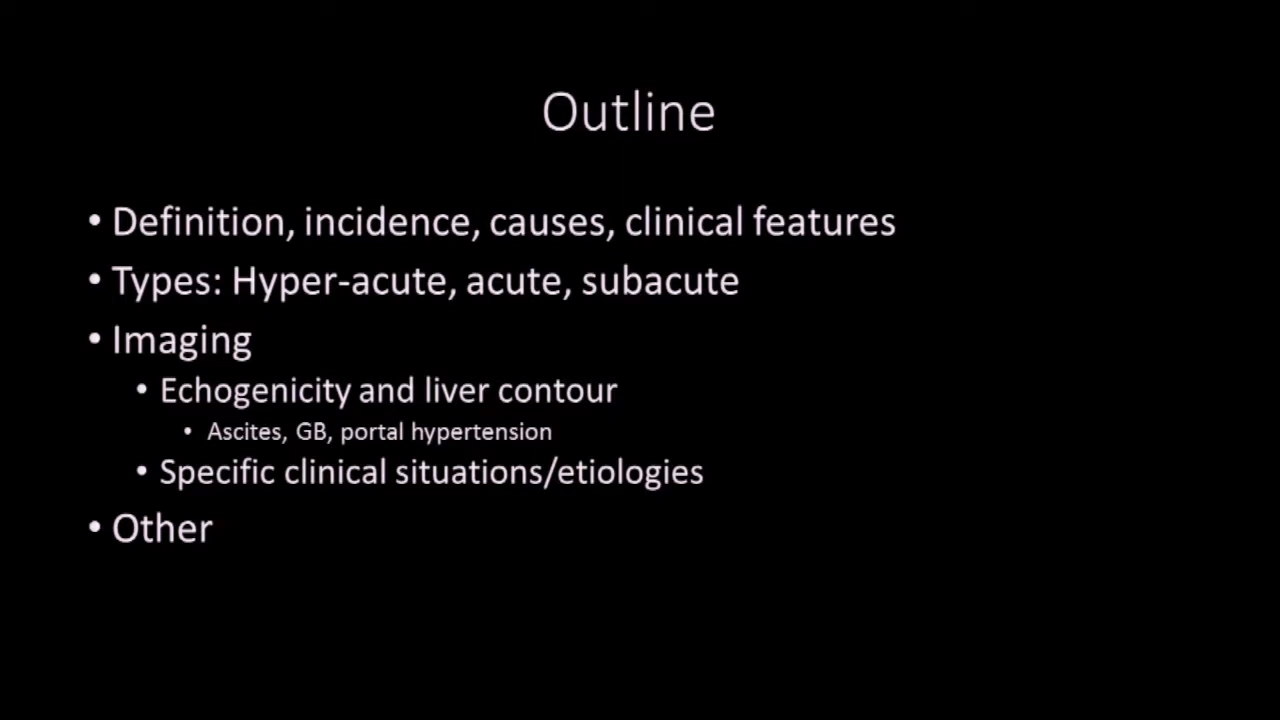 Outline
• Definition, incidence, causes, clinical features
• Types: Hyper-acute, acute, subacute
• Imaging
• Echogenicity and liver contour
• Ascites, GB, portal hypertension
• Specific clinical situations/etiologies
• Other